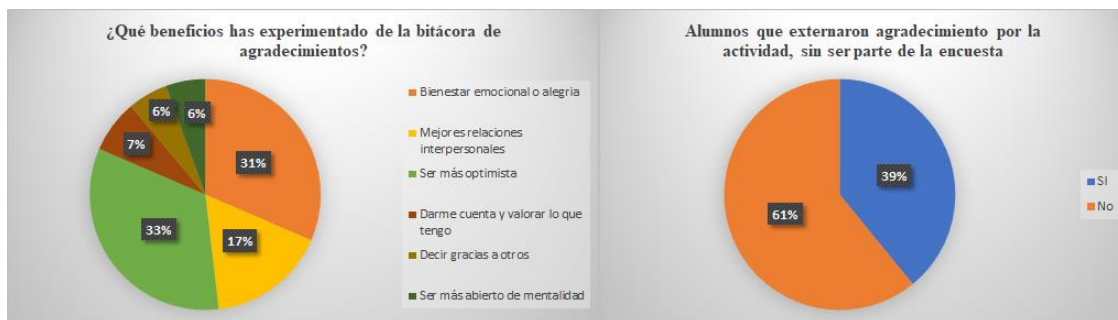 ¿Qué beneficios has experimentado de la bitácora de
agradecimientos?
31%
17%
33%
7%
6%
6%
Bienestar emocional o alegria
Mejores relaciones
interpersonales
Ser más optimista
Darme cuenta y valorar lo que
tengo
Decir gracias a otros
Ser más abierto de mentalidad
Alumnos que externaron agradecimiento por la
actividad, sin ser parte de la encuesta
39%
61%
SI
No